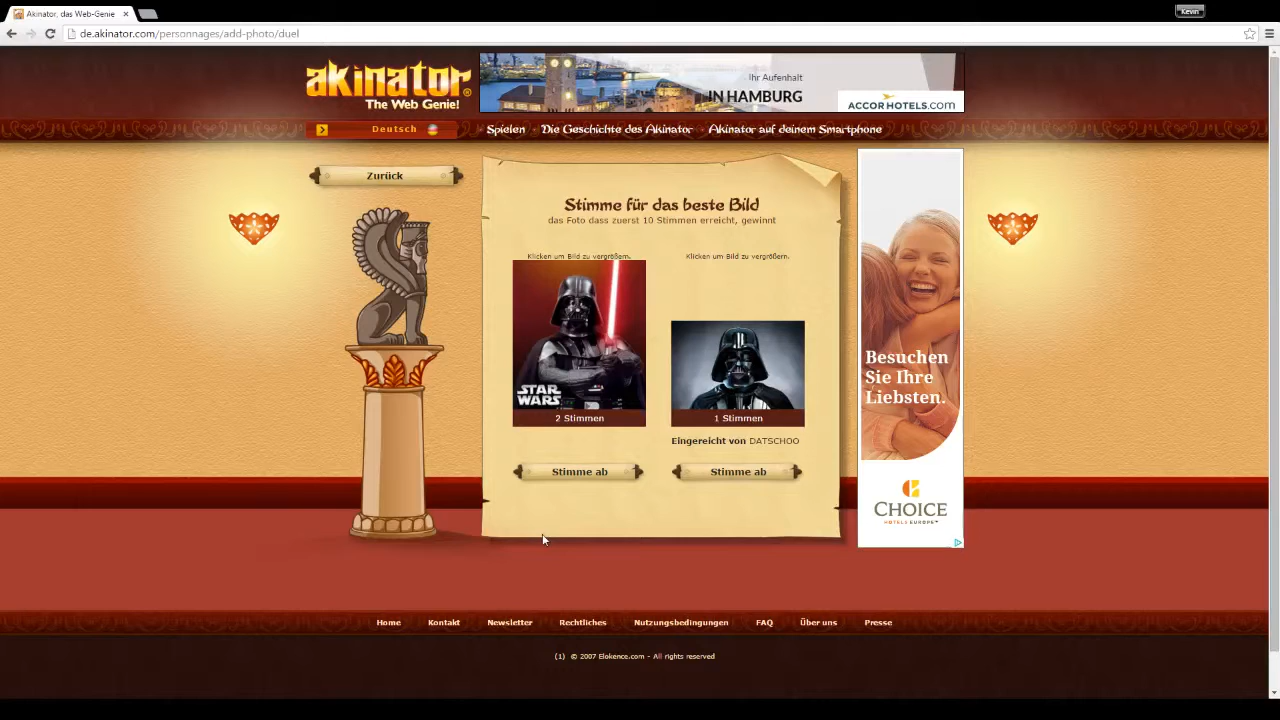 Akinator, das Web-Genie
Kevin
de.akinator.com/personnages/add-photo/duel
akinator®
The Web Genie!
Ihr Aufenhalt
IN HAMBURG
ACCORHOTELS.com
Deutsch
Spielen
Die Geschichte des Akinator
Akinator auf deinem Smartphone
Zurück
Stimme für das beste Bild
das Foto dass zuerst 10 Stimmen erreicht, gewinnt
Klicken um Bild zu vergrößern.
Klicken um Bild zu vergrößern.
STAR
WARS
2 Stimmen
1 Stimmen
Eingereicht von DATSCHOO
Stimme ab
Stimme ab
Besuchen
Sie Ihre
Liebsten.
CHOICE
HOTELS EUROPE™
Home
Kontakt
Newsletter
Rechtliches
Nutzungsbedingungen
FAQ
Über uns
Presse
(1) © 2007 Elokence.com - All rights reserved